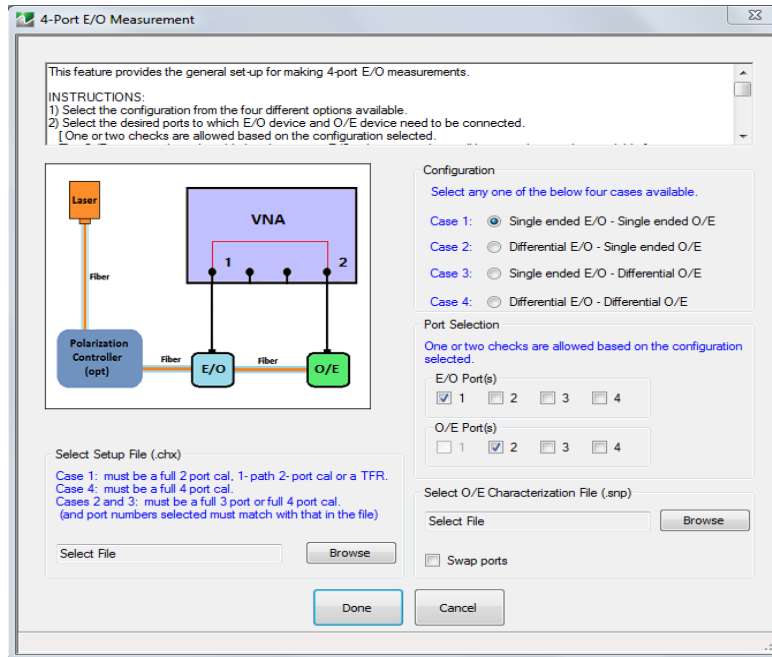 4-Port E/O Measurement
This feature provides the general set-up for making 4-port E/O measurements.
INSTRUCTIONS:
1) Select the configuration from the four different options available.
2) Select the desired ports to which E/O device and O/E device need to be connected.
[ One or two checks are allowed based on the configuration selected.
Laser
Fiber
VNA
1
2
Polarization
Controller
(opt)
Fiber
E/O
Fiber
O/E
Configuration
Select any one of the below four cases available.
Case 1: Single ended E/O - Single ended O/E
Case 2: Differential E/O - Single ended O/E
Case 3: Single ended E/O - Differential O/E
Case 4: Differential E/O - Differential O/E
Port Selection
One or two checks are allowed based on the configuration
selected.
E/O Port(s)
1 2 3 4
O/E Port(s)
1 2 3 4
Select Setup File (.chx)
Case 1: must be a full 2 port cal, 1- path 2- port cal or a TFR.
Case 4: must be a full 4 port cal.
Cases 2 and 3: must be a full 3 port or full 4 port cal.
(and port numbers selected must match with that in the file)
Select File
Browse
Select O/E Characterization File (.snp)
Select File
Browse
Swap ports
Done
Cancel